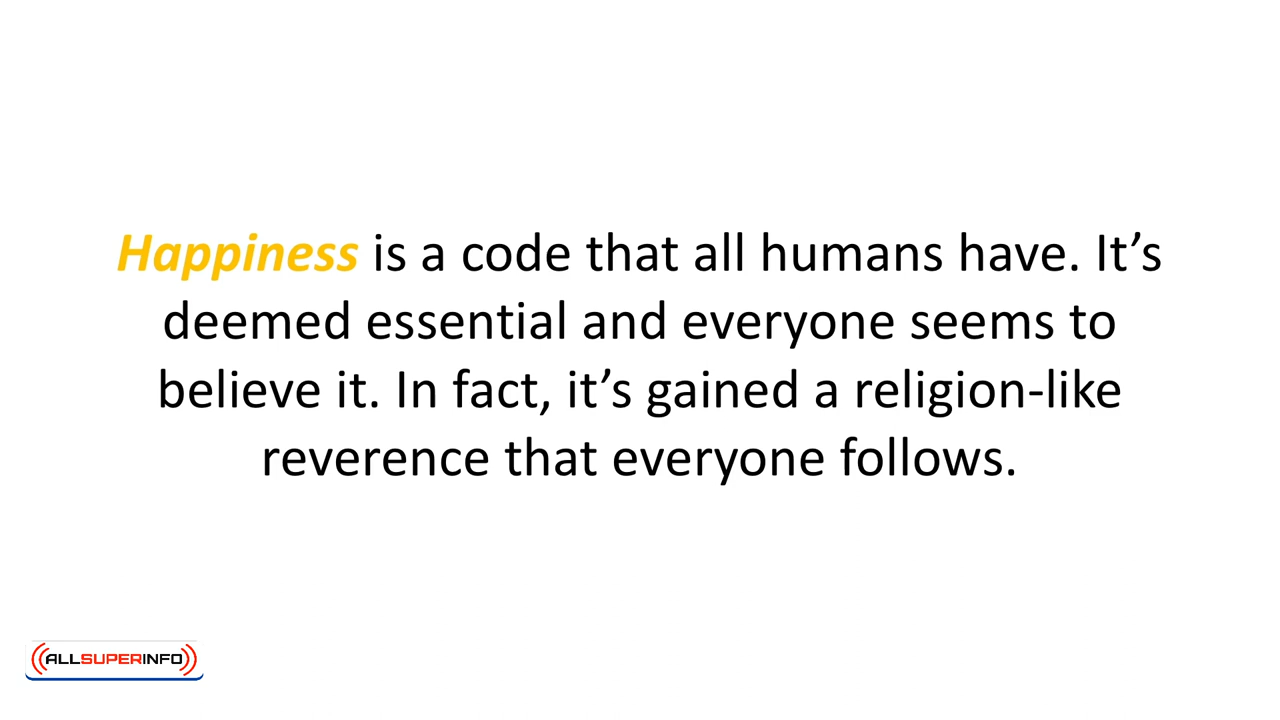 Happiness is a code that all humans have. It’s
deemed essential and everyone seems to
believe it. In fact, it’s gained a religion-like
reverence that everyone follows.
ALLSUPERINFO